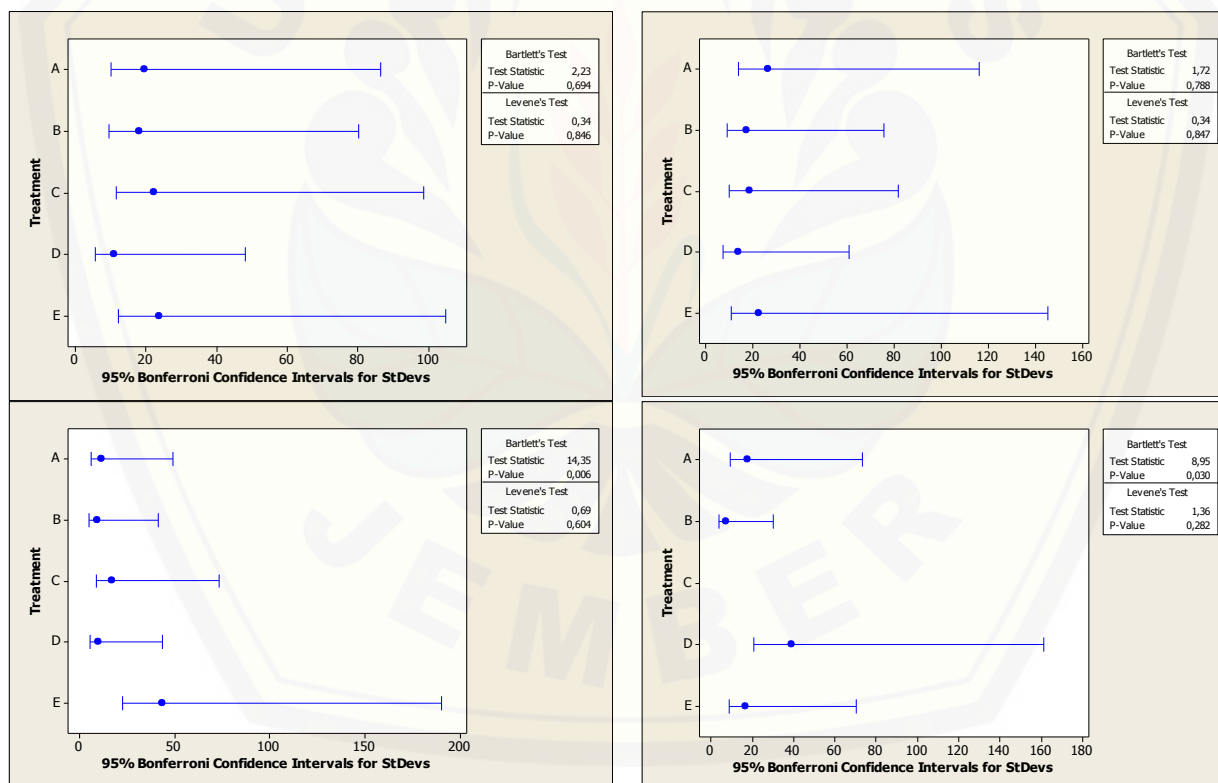 Treatment
A
B
C
D
E
0 20 40 60 80 100
95% Bonferroni Confidence Intervals for StDevs
Bartlett's Test
Test Statistic 2,23
P-Value 0,694
Levene's Test
Test Statistic 0,34
P-Value 0,846
Treatment
A
B
C
D
E
0 20 40 60 80 100 120 140 160
95% Bonferroni Confidence Intervals for StDevs
Bartlett's Test
Test Statistic 1,72
P-Value 0,788
Levene's Test
Test Statistic 0,34
P-Value 0,847
Treatment
A
B
C
D
E
0 50 100 150 200
95% Bonferroni Confidence Intervals for StDevs
Bartlett's Test
Test Statistic 14,35
P-Value 0,006
Levene's Test
Test Statistic 0,69
P-Value 0,604
Treatment
A
B
C
D
E
0 20 40 60 80 100 120 140 160 180
95% Bonferroni Confidence Intervals for StDevs
Bartlett's Test
Test Statistic 8,95
P-Value 0,030
Levene's Test
Test Statistic 1,36
P-Value 0,282
JEMBER